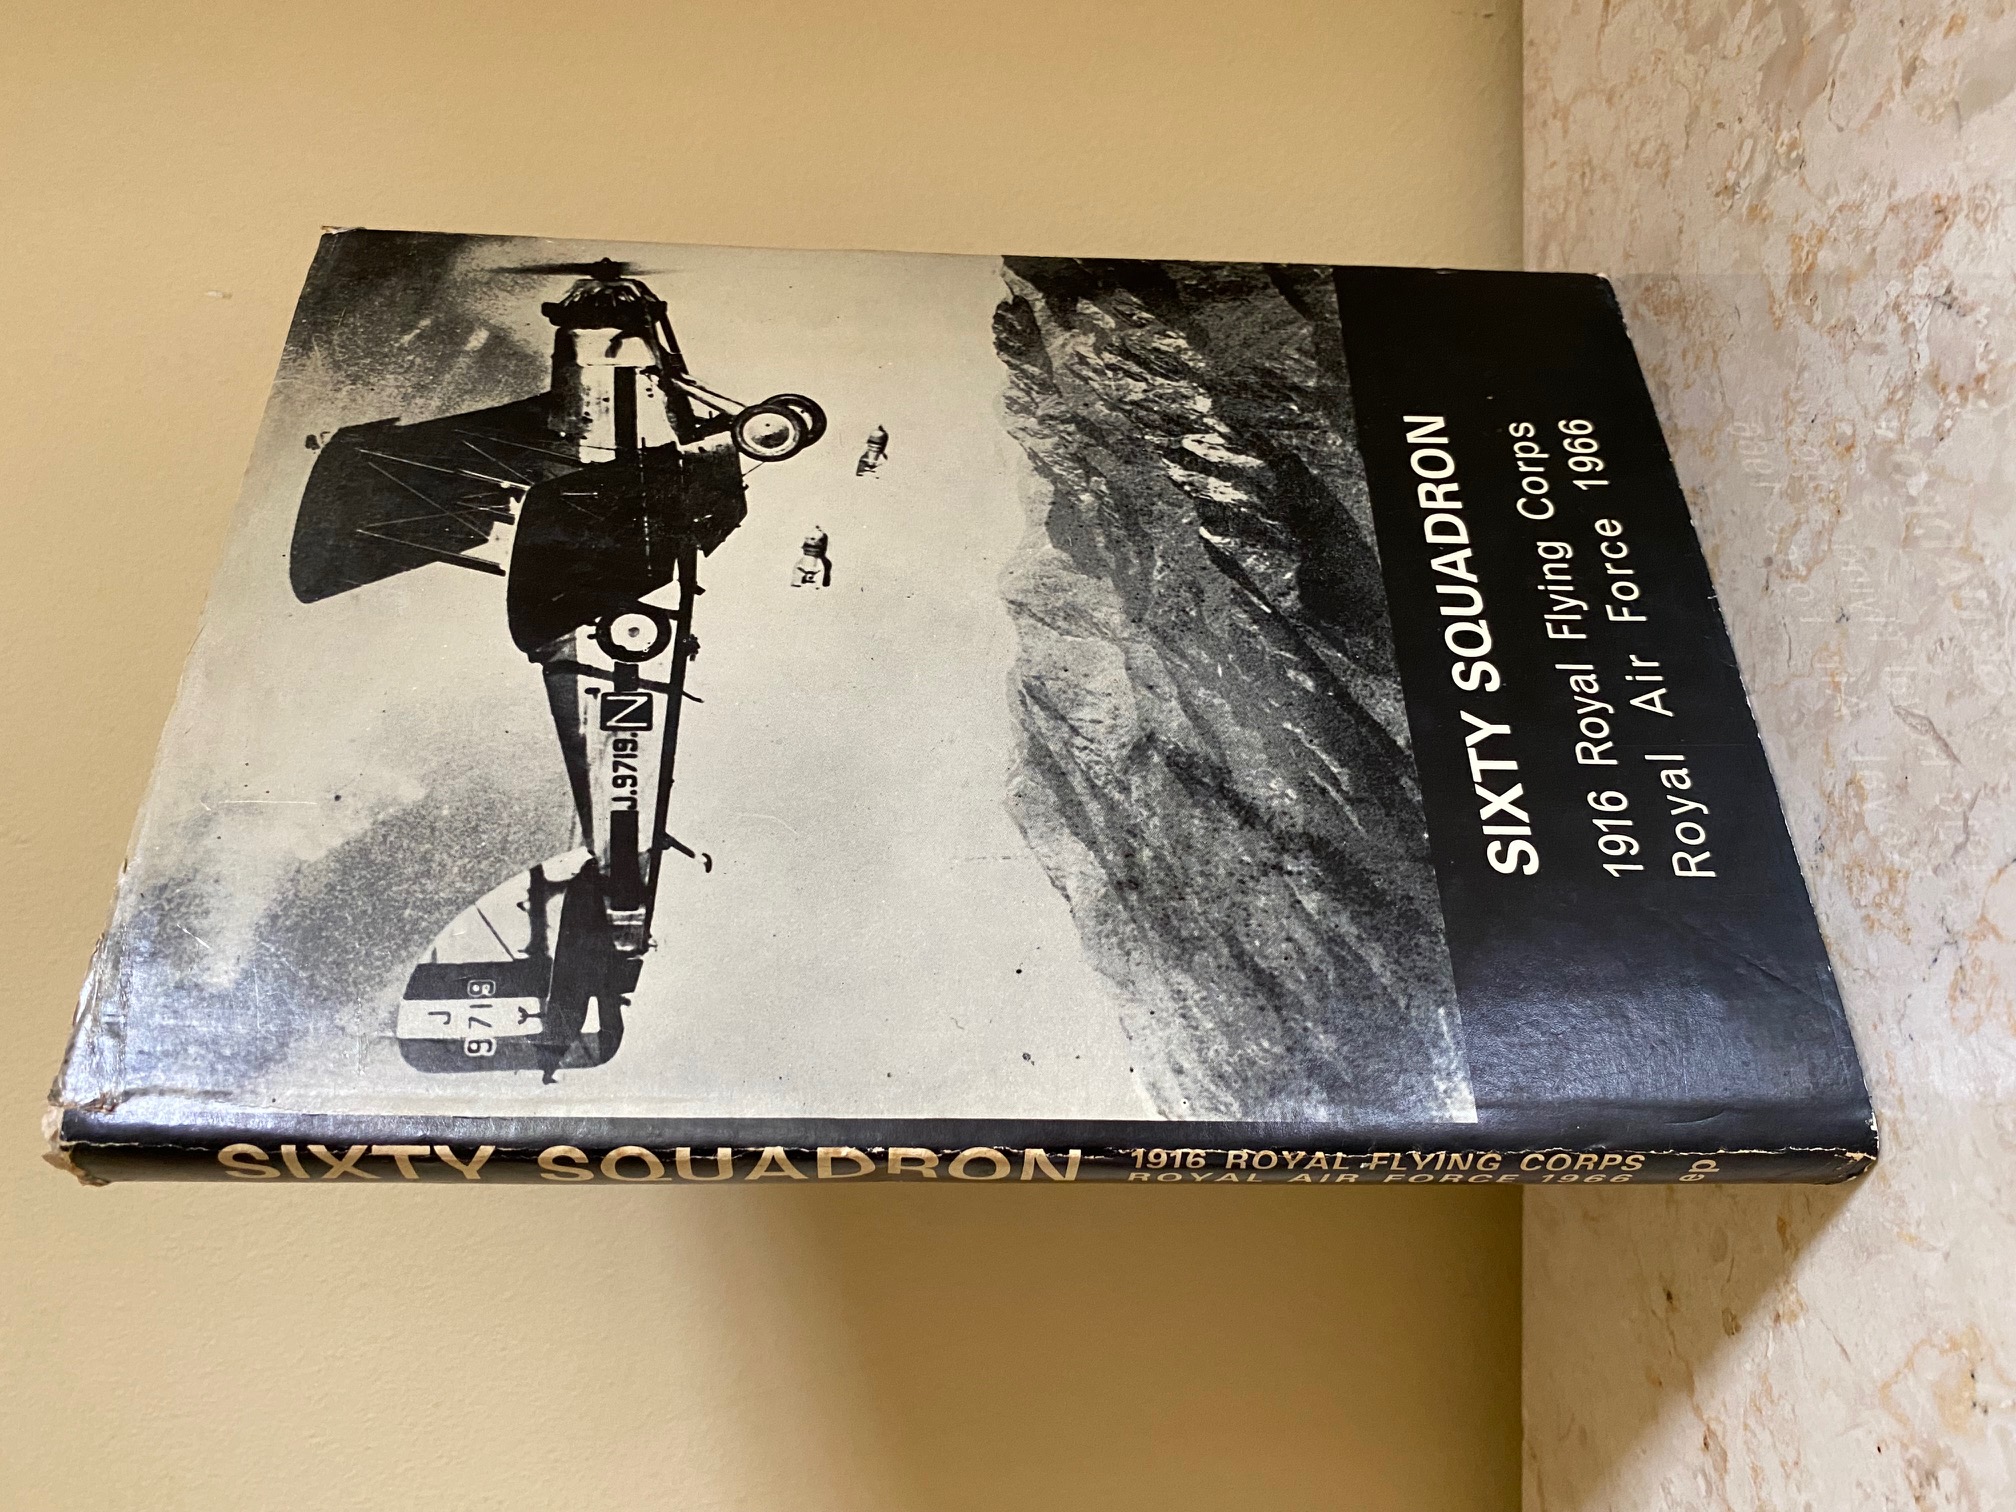 J
9719
J.9719.
N
SIXTY SQUADRON
1916 Royal Flying Corps
Royal Air Force 1966
SIXTY SQUADRON
1916 ROYAL FLYING CORPS
ROYAL AIR FORCE 1966
ep